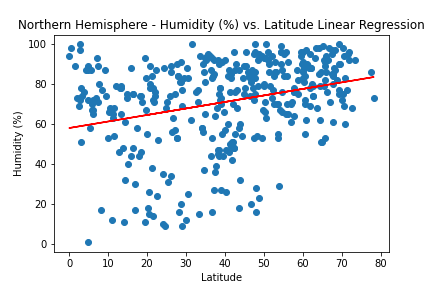 Northern Hemisphere - Humidity (%) vs. Latitude Linear Regression
100
80
60
40
20
0
Humidity (%)
0 10 20 30 40 50 60 70 80
Latitude